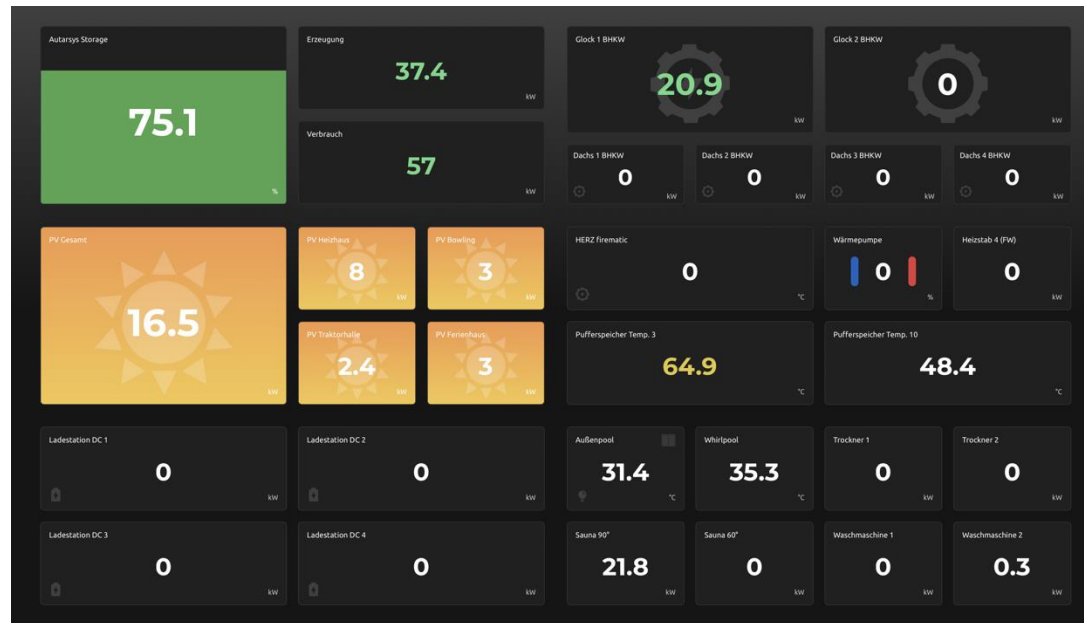 Autarsys Storage
75.1
%
Erzeugung
37.4
kW
Verbrauch
57
kW
Glock 1 BHKW
20.9
kW
Glock 2 BHKW
0
kW
Dachs 1 BHKW
0
kW
Dachs 2 BHKW
0
kW
Dachs 3 BHKW
0
kW
Dachs 4 BHKW
0
kW
PV Gesamt
16.5
kW
PV Heizhaus
8
kW
PV Bowling
3
kW
PV Traktorhalle
2.4
kW
PV Ferienhaus
3
kW
HERZ firematic
0
°C
Wärmepumpe
0
%
Heizstab 4 (FW)
0
kW
Pufferspeicher Temp. 3
64.9
°C
Pufferspeicher Temp. 10
48.4
°C
Ladestation DC 1
0
kW
Ladestation DC 2
0
kW
Ladestation DC 3
0
kW
Ladestation DC 4
0
kW
Außenpool
31.4
°C
Whirlpool
35.3
°C
Trockner 1
0
kW
Trockner 2
0
kW
Sauna 90°
21.8
kW
Sauna 60°
0
kW
Waschmaschine 1
0
kW
Waschmaschine 2
0.3
kW